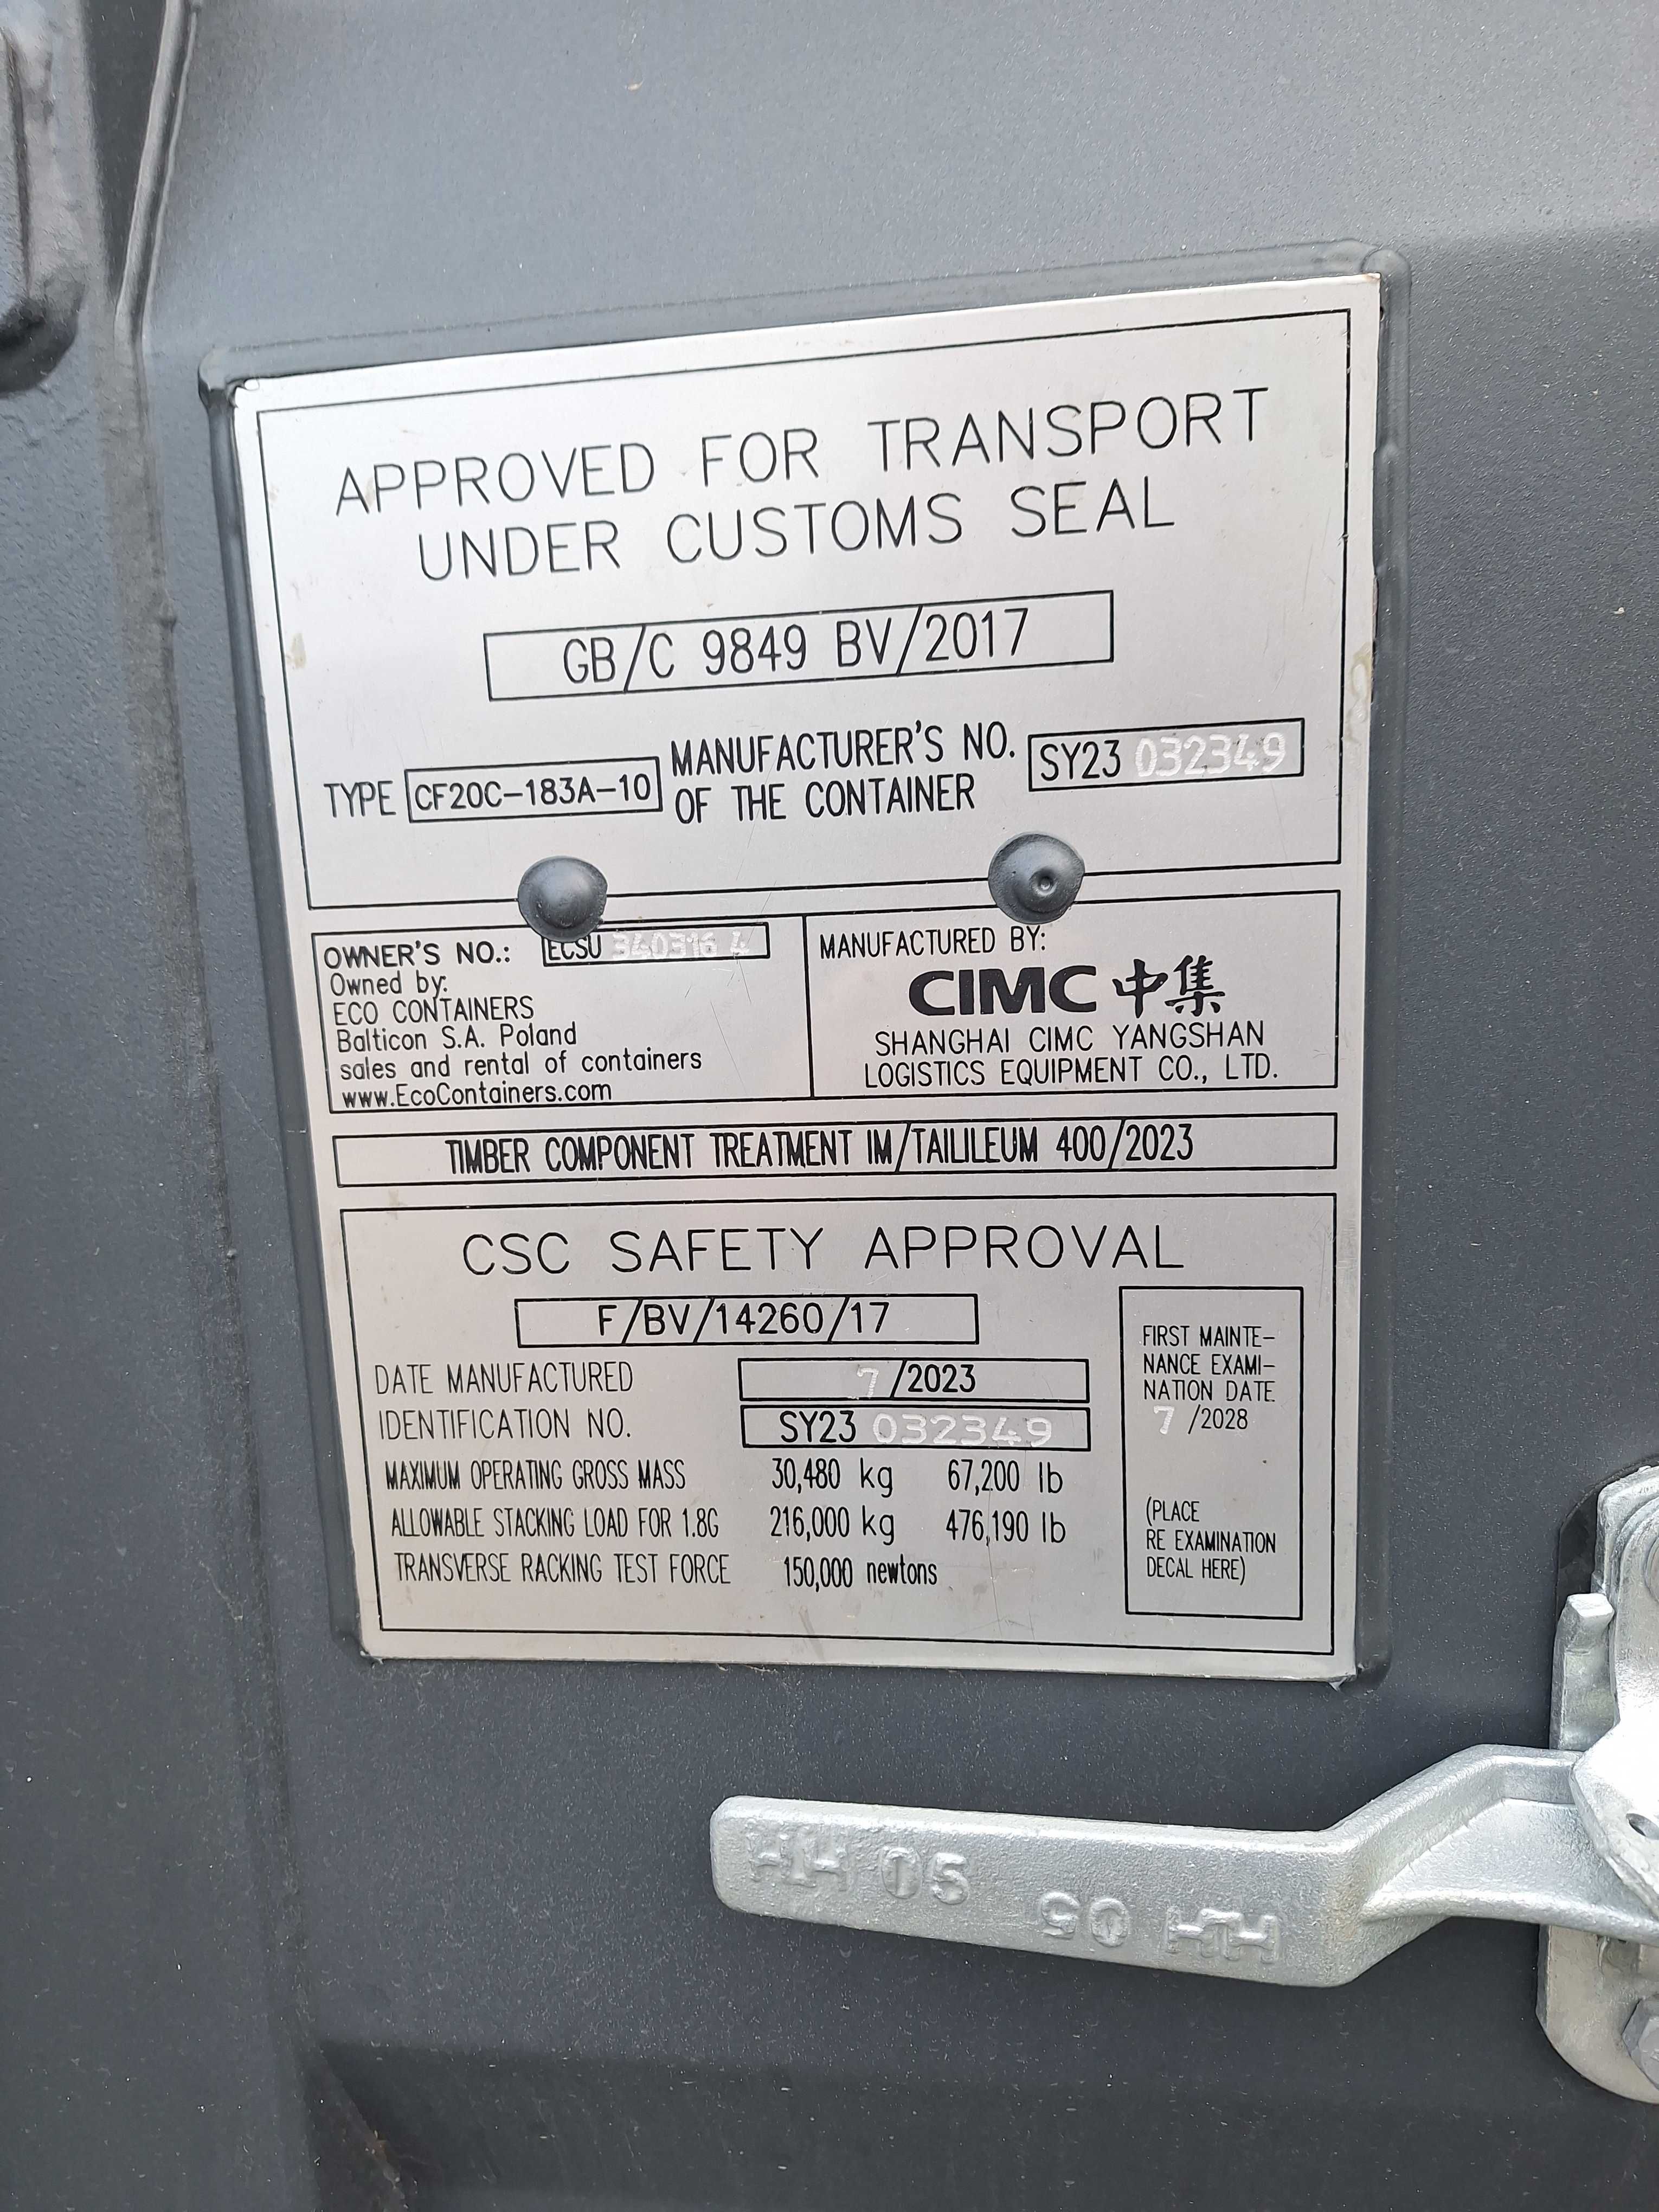 APPROVED FOR TRANSPORT
UNDER CUSTOMS SEAL
GB/C 9849 BV/2017
TYPE CF20C-183A-10
MANUFACTURER'S NO.
OF THE CONTAINER
SY23 032349
OWNER'S NO.: ECSU 340316 4
Owned by:
ECO CONTAINERS
Balticon S.A. Poland
sales and rental of containers
www.EcoContainers.com
MANUFACTURED BY:
CIMC 中集
SHANGHAI CIMC YANGSHAN
LOGISTICS EQUIPMENT CO., LTD.
TIMBER COMPONENT TREATMENT IM/TAILILEUM 400/2023
CSC SAFETY APPROVAL
F/BV/14260/17
DATE MANUFACTURED 7/2023
IDENTIFICATION NO. SY23 032349
MAXIMUM OPERATING GROSS MASS 30,480 kg 67,200 lb
ALLOWABLE STACKING LOAD FOR 1.8G 216,000 kg 476,190 lb
TRANSVERSE RACKING TEST FORCE 150,000 newtons
FIRST MAINTE-
NANCE EXAMI-
NATION DATE
7 /2028
(PLACE
RE EXAMINATION
DECAL HERE)
HH 05 HH 05